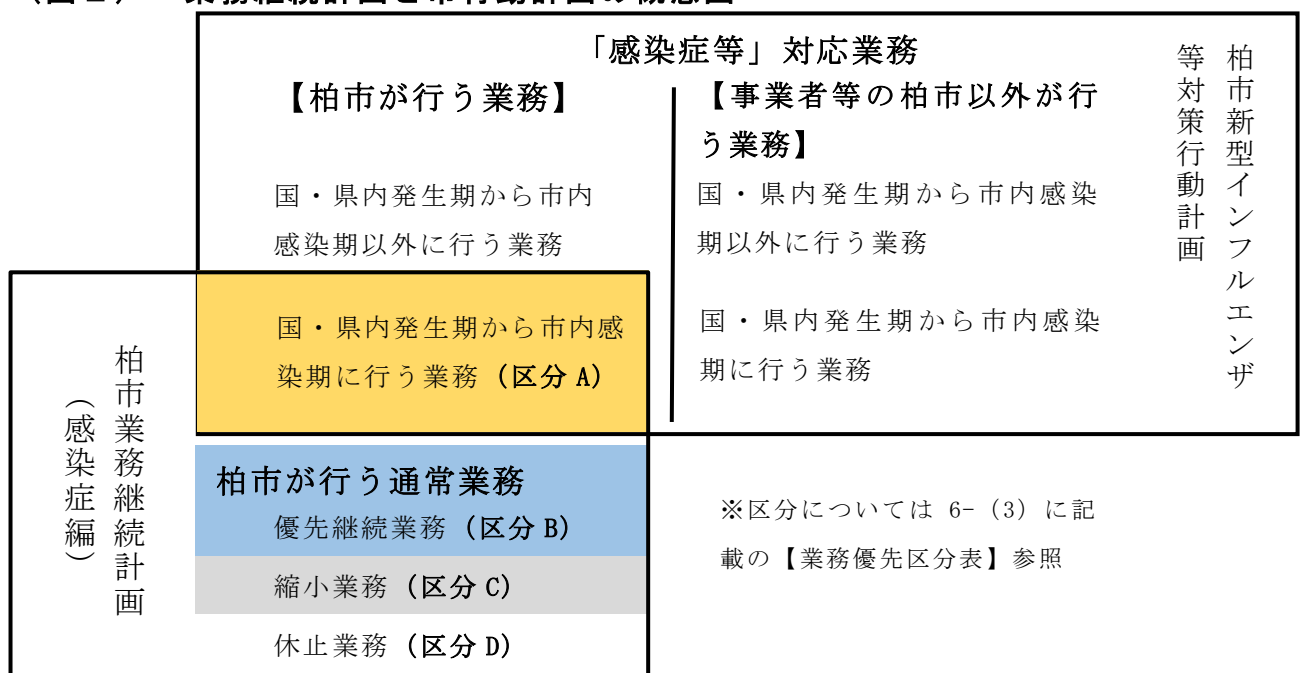 「感染症等」対応業務
【柏市が行う業務】
国・県内発生期から市内
感染期以外に行う業務
【事業者等の柏市以外が行
う業務】
国・県内発生期から市内感染
期以外に行う業務
国・県内発生期から市内感染
期に行う業務
柏市新型インフルエンザ
等対策行動計画
国・県内発生期から市内感
染期に行う業務(区分A)
柏市業務継続計画
(感染症編)
柏市が行う通常業務
優先継続業務(区分B)
縮小業務(区分C)
休止業務(区分D)
※区分については 6-(3)に記
載の【業務優先区分表】参照